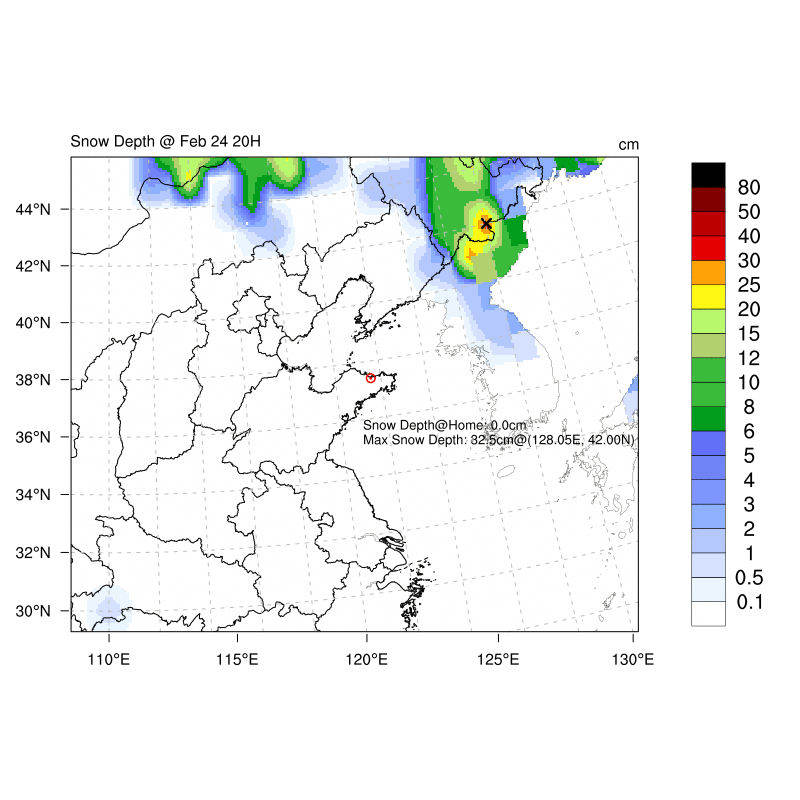 Snow Depth @ Feb 24 20H
cm
44°N
42°N
40°N
38°N
36°N
34°N
32°N
30°N
110°E
115°E
120°E
125°E
130°E
Snow Depth@Home: 0.0cm
Max Snow Depth: 32.5cm@(128.05E, 42.00N)
80
50
40
30
25
20
15
12
10
8
6
5
4
3
2
1
0.5
0.1